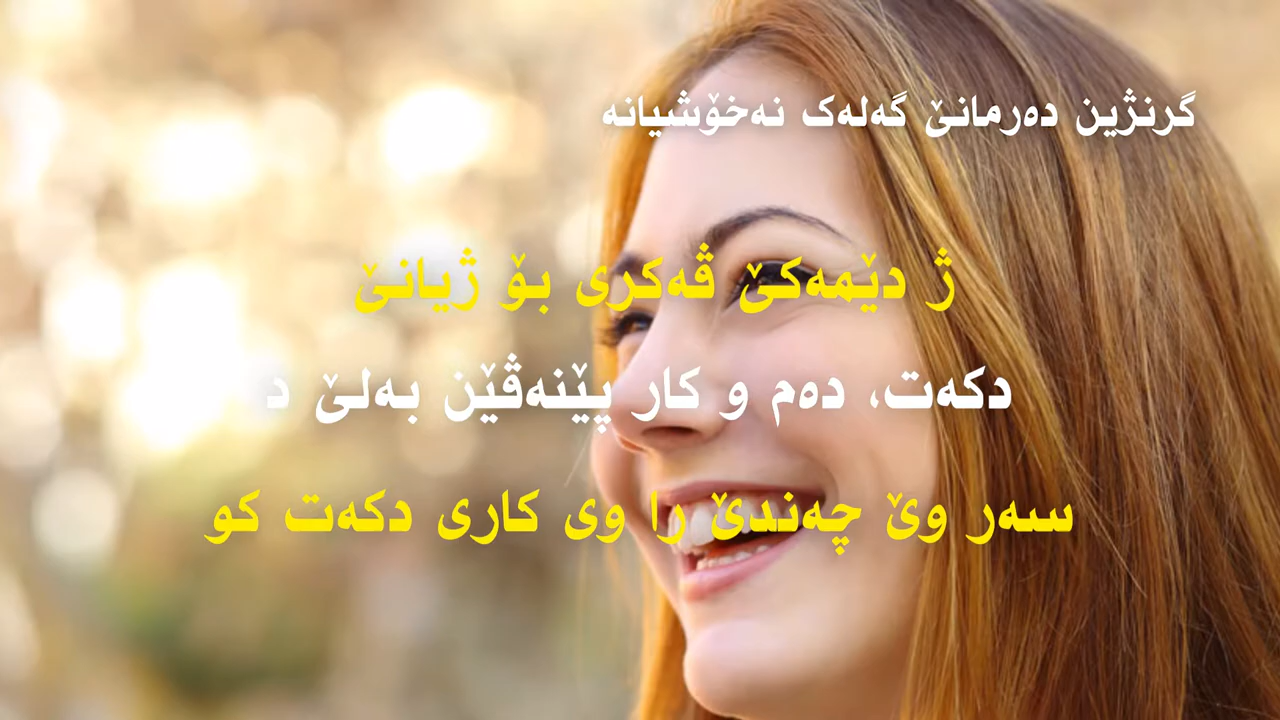 گرنژین دەرمانێ گەلەک نەخۆشیانە
ژ دێمەکێ ڤەکری بۆ ژیانێ
دکەت، دەم و کار پێنەڤێن بەلێ د
سەر وێ چەندێ را وی کاری دکەت کو